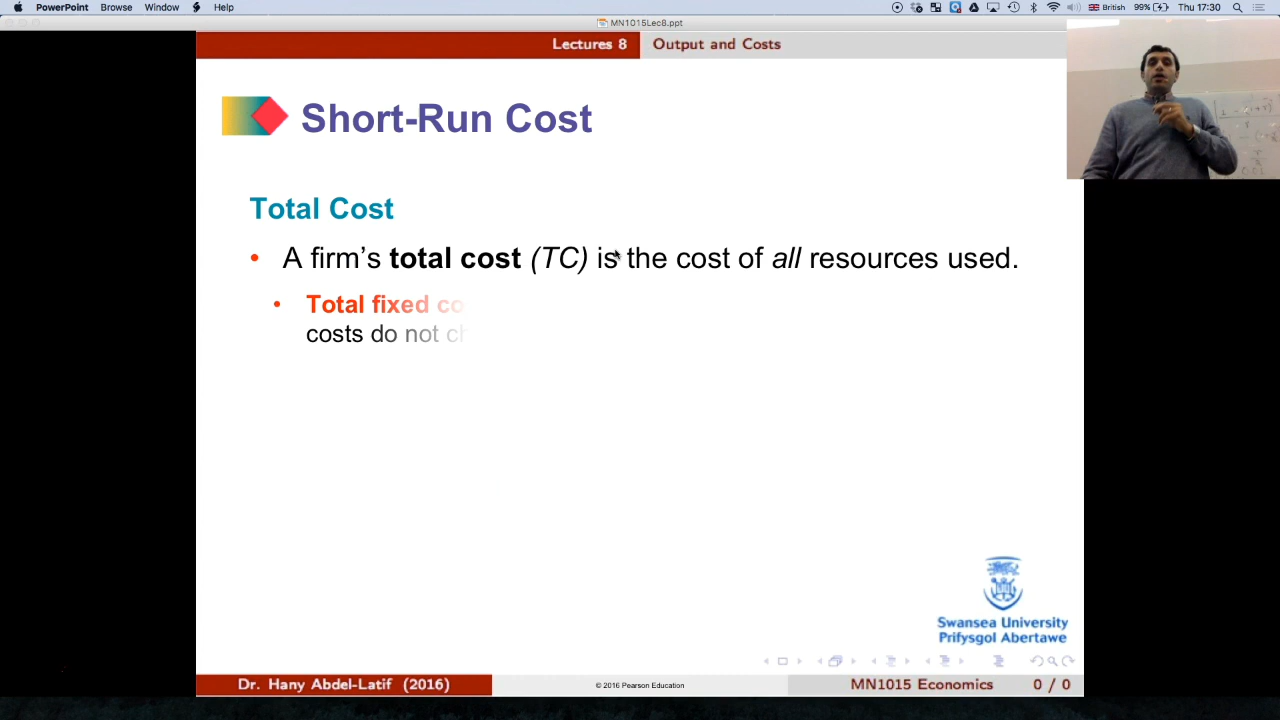 PowerPoint Browse Window Help
British 99% Thu 17:30
MN1015Lec8.ppt
Lectures 8 Output and Costs
Short-Run Cost
Total Cost
• A firm's total cost (TC) is the cost of all resources used.
• Total fixed co
costs do not ch
Swansea University
Prifysgol Abertawe
Dr. Hany Abdel-Latif (2016) © 2016 Pearson Education MN1015 Economics 0 / 0